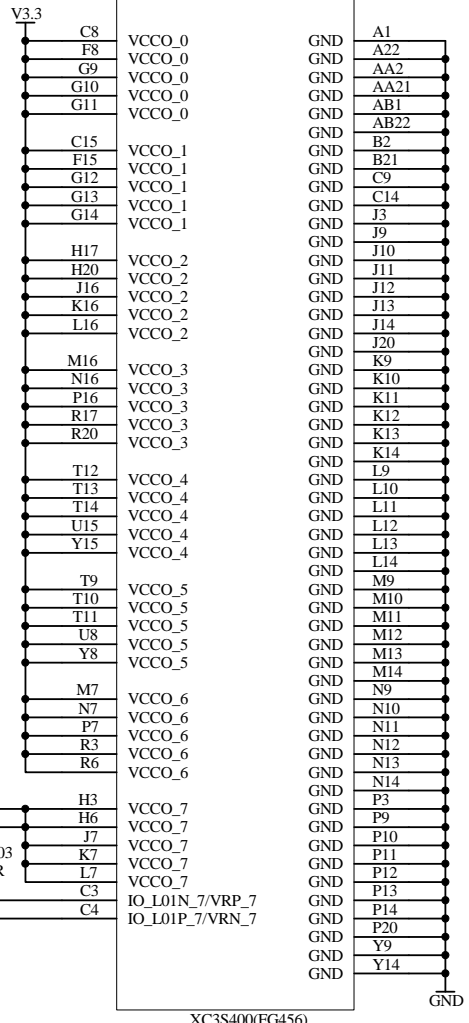 V3.3
C8 VCCO_0 GND A1
F8 VCCO_0 GND A22
G9 VCCO_0 GND AA2
G10 VCCO_0 GND AA21
G11 VCCO_0 GND AB1
GND AB22
C15 VCCO_1 GND B2
F15 VCCO_1 GND B21
G12 VCCO_1 GND C9
G13 VCCO_1 GND C14
G14 VCCO_1 GND J3
GND J9
H17 VCCO_2 GND J10
H20 VCCO_2 GND J11
J16 VCCO_2 GND J12
K16 VCCO_2 GND J13
L16 VCCO_2 GND J14
GND J20
M16 VCCO_3 GND K9
N16 VCCO_3 GND K10
P16 VCCO_3 GND K11
R17 VCCO_3 GND K12
R20 VCCO_3 GND K13
GND K14
T12 VCCO_4 GND L9
T13 VCCO_4 GND L10
T14 VCCO_4 GND L11
U15 VCCO_4 GND L12
Y15 VCCO_4 GND L13
GND L14
T9 VCCO_5 GND M9
T10 VCCO_5 GND M10
T11 VCCO_5 GND M11
U8 VCCO_5 GND M12
Y8 VCCO_5 GND M13
GND M14
M7 VCCO_6 GND N9
N7 VCCO_6 GND N10
P7 VCCO_6 GND N11
R3 VCCO_6 GND N12
R6 VCCO_6 GND N13
GND N14
H3 VCCO_7 GND P3
H6 VCCO_7 GND P9
J7 VCCO_7 GND P10
03 K7 VCCO_7 GND P11
R L7 VCCO_7 GND P12
C3 IO_L01N_7/VRP_7 GND P13
C4 IO_L01P_7/VRN_7 GND P14
GND P20
GND Y9
GND Y14
GND
XC3S400(FG456)